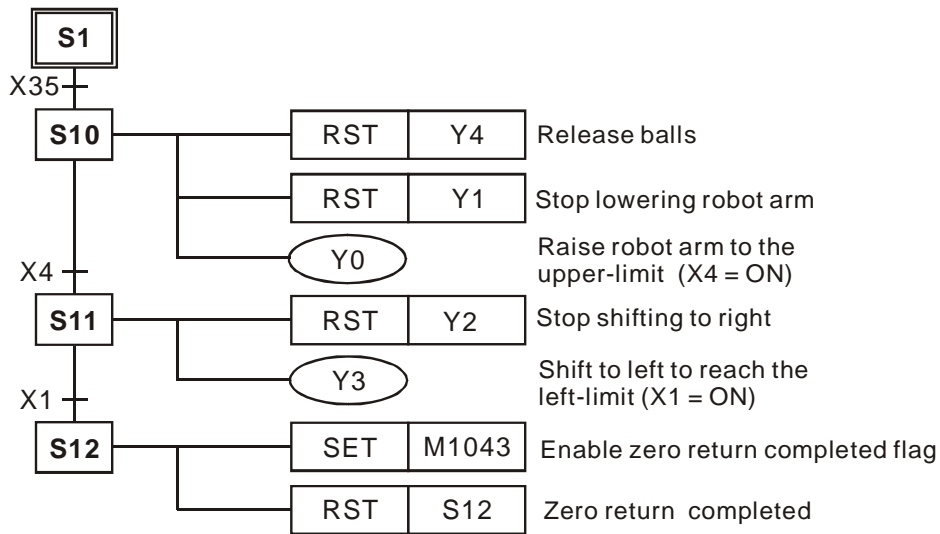 S1
X35
S10
RST Y4 Release balls
RST Y1 Stop lowering robot arm
Y0 Raise robot arm to the
upper-limit (X4 = ON)
X4
S11
RST Y2 Stop shifting to right
Y3 Shift to left to reach the
left-limit (X1 = ON)
X1
S12
SET M1043 Enable zero return completed flag
RST S12 Zero return completed